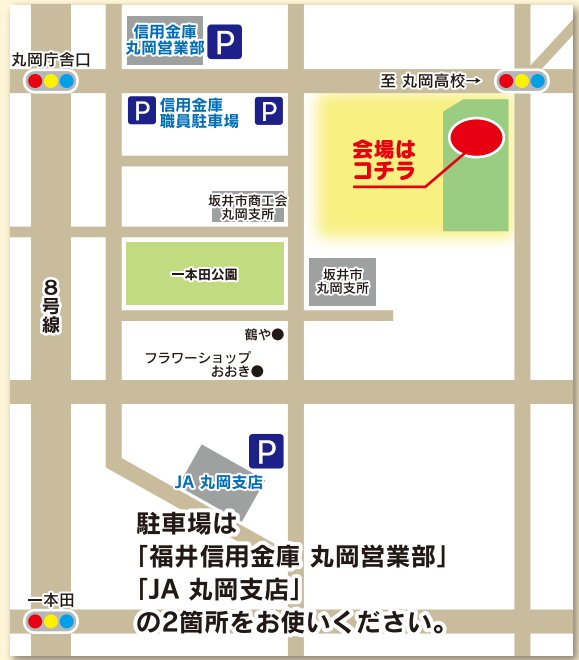 信用金庫
丸岡営業部
P
丸岡庁舎口
至 丸岡高校→
P
信用金庫
職員駐車場
P
会場は
コチラ
坂井市商工会
丸岡支所
一本田公園
坂井市
丸岡支所
8号線
鶴や●
フラワーショップ
おおき●
P
JA 丸岡支店
駐車場は
「福井信用金庫 丸岡営業部」
「JA 丸岡支店」
の2箇所をお使いください。
一本田